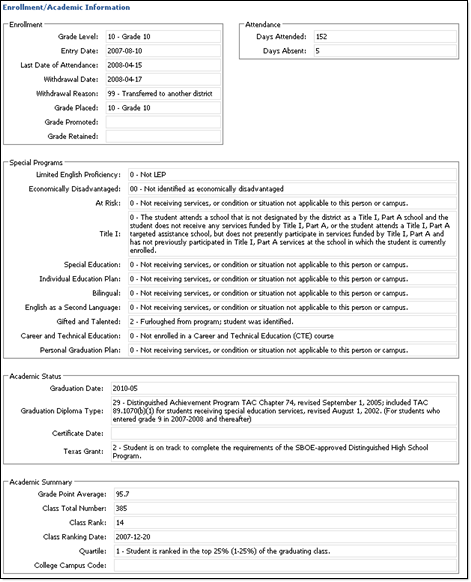 Enrollment/Academic Information
Enrollment
Grade Level: 10 - Grade 10
Entry Date: 2007-08-10
Last Date of Attendance: 2008-04-15
Withdrawal Date: 2008-04-17
Withdrawal Reason: 99 - Transferred to another district
Grade Placed: 10 - Grade 10
Grade Promoted:
Grade Retained:
Attendance
Days Attended: 152
Days Absent: 5
Special Programs
Limited English Proficiency: 0 - Not LEP
Economically Disadvantaged: 00 - Not identified as economically disadvantaged
At Risk: 0 - Not receiving services, or condition or situation not applicable to this person or campus.
Title I: 0 - The student attends a school that is not designated by the district as a Title I, Part A school and the
student does not receive any services funded by Title I, Part A, or the student attends a Title I, Part A
targeted assistance school, but does not presently participate in services funded by Title I, Part A and
has not previously participated in Title I, Part A services at the school in which the student is currently
enrolled.
Special Education: 0 - Not receiving services, or condition or situation not applicable to this person or campus.
Individual Education Plan: 0 - Not receiving services, or condition or situation not applicable to this person or campus.
Bilingual: 0 - Not receiving services, or condition or situation not applicable to this person or campus.
English as a Second Language: 0 - Not receiving services, or condition or situation not applicable to this person or campus.
Gifted and Talented: 2 - Furloughed from program; student was identified.
Career and Technical Education: 0 - Not enrolled in a Career and Technical Education (CTE) course
Personal Graduation Plan: 0 - Not receiving services, or condition or situation not applicable to this person or campus.
Academic Status
Graduation Date: 2010-05
Graduation Diploma Type: 29 - Distinguished Achievement Program TAC Chapter 74, revised September 1, 2005; included TAC
89.1070(b)(1) for students receiving special education services, revised August 1, 2002. (For students who
entered grade 9 in 2007-2008 and thereafter)
Certificate Date:
Texas Grant: 2 - Student is on track to complete the requirements of the SBOE-approved Distinguished High School
Program.
Academic Summary
Grade Point Average: 95.7
Class Total Number: 385
Class Rank: 14
Class Ranking Date: 2007-12-20
Quartile: 1 - Student is ranked in the top 25% (1-25%) of the graduating class.
College Campus Code: